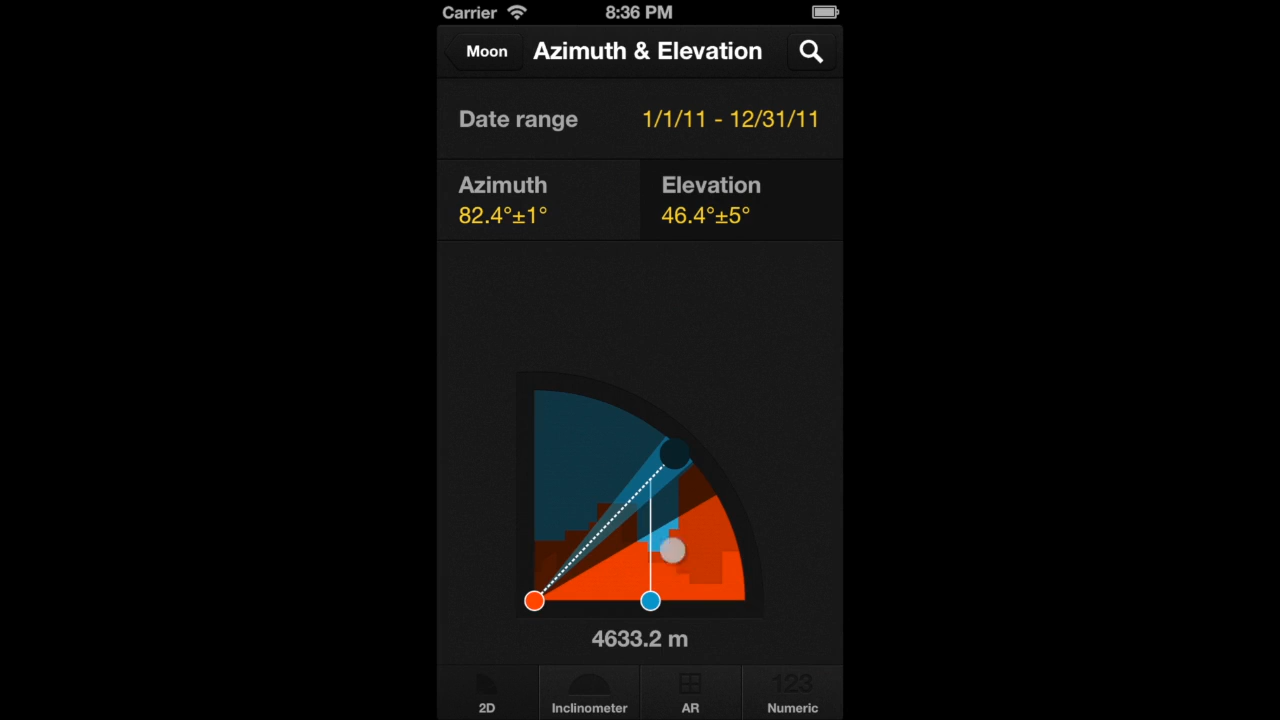 Carrier 8:36 PM
Moon Azimuth & Elevation
Date range 1/1/11 - 12/31/11
Azimuth Elevation
82.4°±1° 46.4°±5°
4633.2 m
123
2D Inclinometer AR Numeric